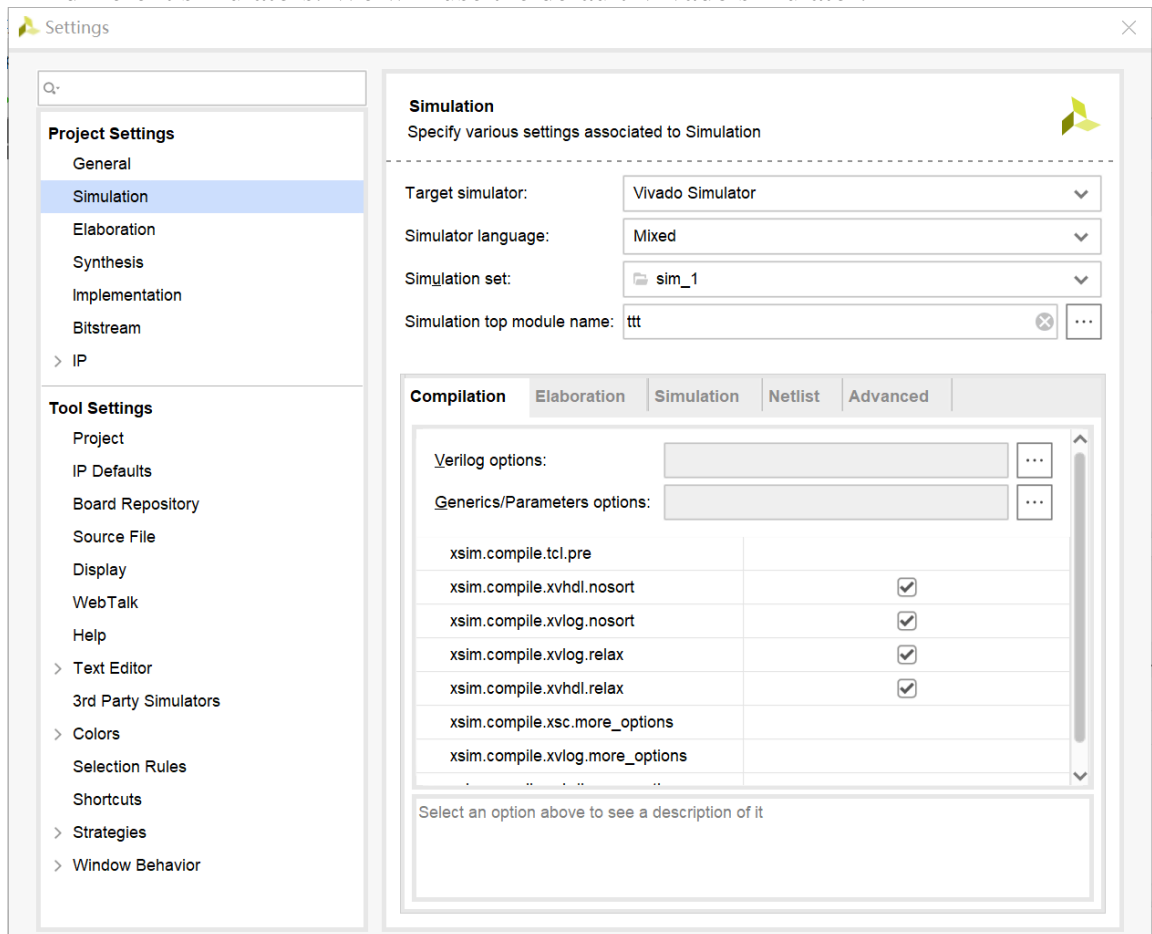 Settings
Project Settings
General
Simulation
Elaboration
Synthesis
Implementation
Bitstream
IP
Tool Settings
Project
IP Defaults
Board Repository
Source File
Display
WebTalk
Help
Text Editor
3rd Party Simulators
Colors
Selection Rules
Shortcuts
Strategies
Window Behavior
Simulation
Specify various settings associated to Simulation
Target simulator: Vivado Simulator
Simulator language: Mixed
Simulation set: sim_1
Simulation top module name: ttt
Compilation Elaboration Simulation Netlist Advanced
Verilog options:
Generics/Parameters options:
xsim.compile.tcl.pre
xsim.compile.xvhdl.nosort
xsim.compile.xvlog.nosort
xsim.compile.xvlog.relax
xsim.compile.xvhdl.relax
xsim.compile.xsc.more_options
xsim.compile.xvlog.more_options
Select an option above to see a description of it